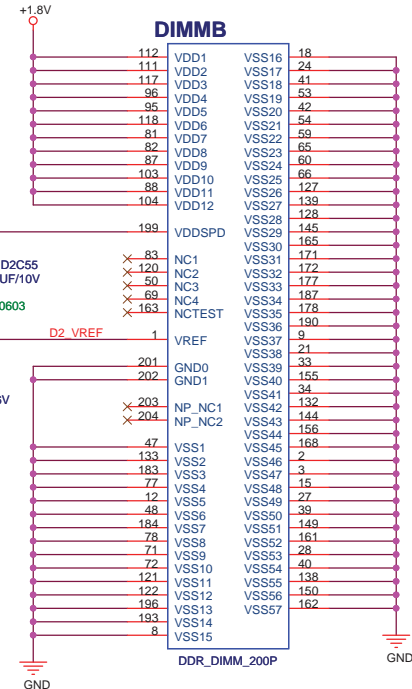 +1.8V
DIMMB
112 VDD1 VSS16 18
111 VDD2 VSS17 24
117 VDD3 VSS18 41
96 VDD4 VSS19 53
95 VDD5 VSS20 42
118 VDD6 VSS21 54
81 VDD7 VSS22 59
82 VDD8 VSS23 65
87 VDD9 VSS24 60
103 VDD10 VSS25 66
88 VDD11 VSS26 127
104 VDD12 VSS27 139
VSS28 128
199 VDDSPD VSS29 145
VSS30 165
83 NC1 VSS31 171
D2C55
120 NC2 VSS32 172
UF/10V
50 NC3 VSS33 177
69 NC4 VSS34 187
0603
163 NCTEST VSS35 178
VSS36 190
D2_VREF
1 VREF VSS37 9
VSS38 21
201 GND0 VSS39 33
202 GND1 VSS40 155
VSS41 34
203 NP_NC1 VSS42 132
204 NP_NC2 VSS43 144
VSS44 156
47 VSS1 VSS45 168
133 VSS2 VSS46 2
183 VSS3 VSS47 3
77 VSS4 VSS48 15
12 VSS5 VSS49 27
48 VSS6 VSS50 39
184 VSS7 VSS51 149
78 VSS8 VSS52 161
71 VSS9 VSS53 28
72 VSS10 VSS54 40
121 VSS11 VSS55 138
122 VSS12 VSS56 150
196 VSS13 VSS57 162
193 VSS14
8 VSS15
DDR_DIMM_200P
GND
GND